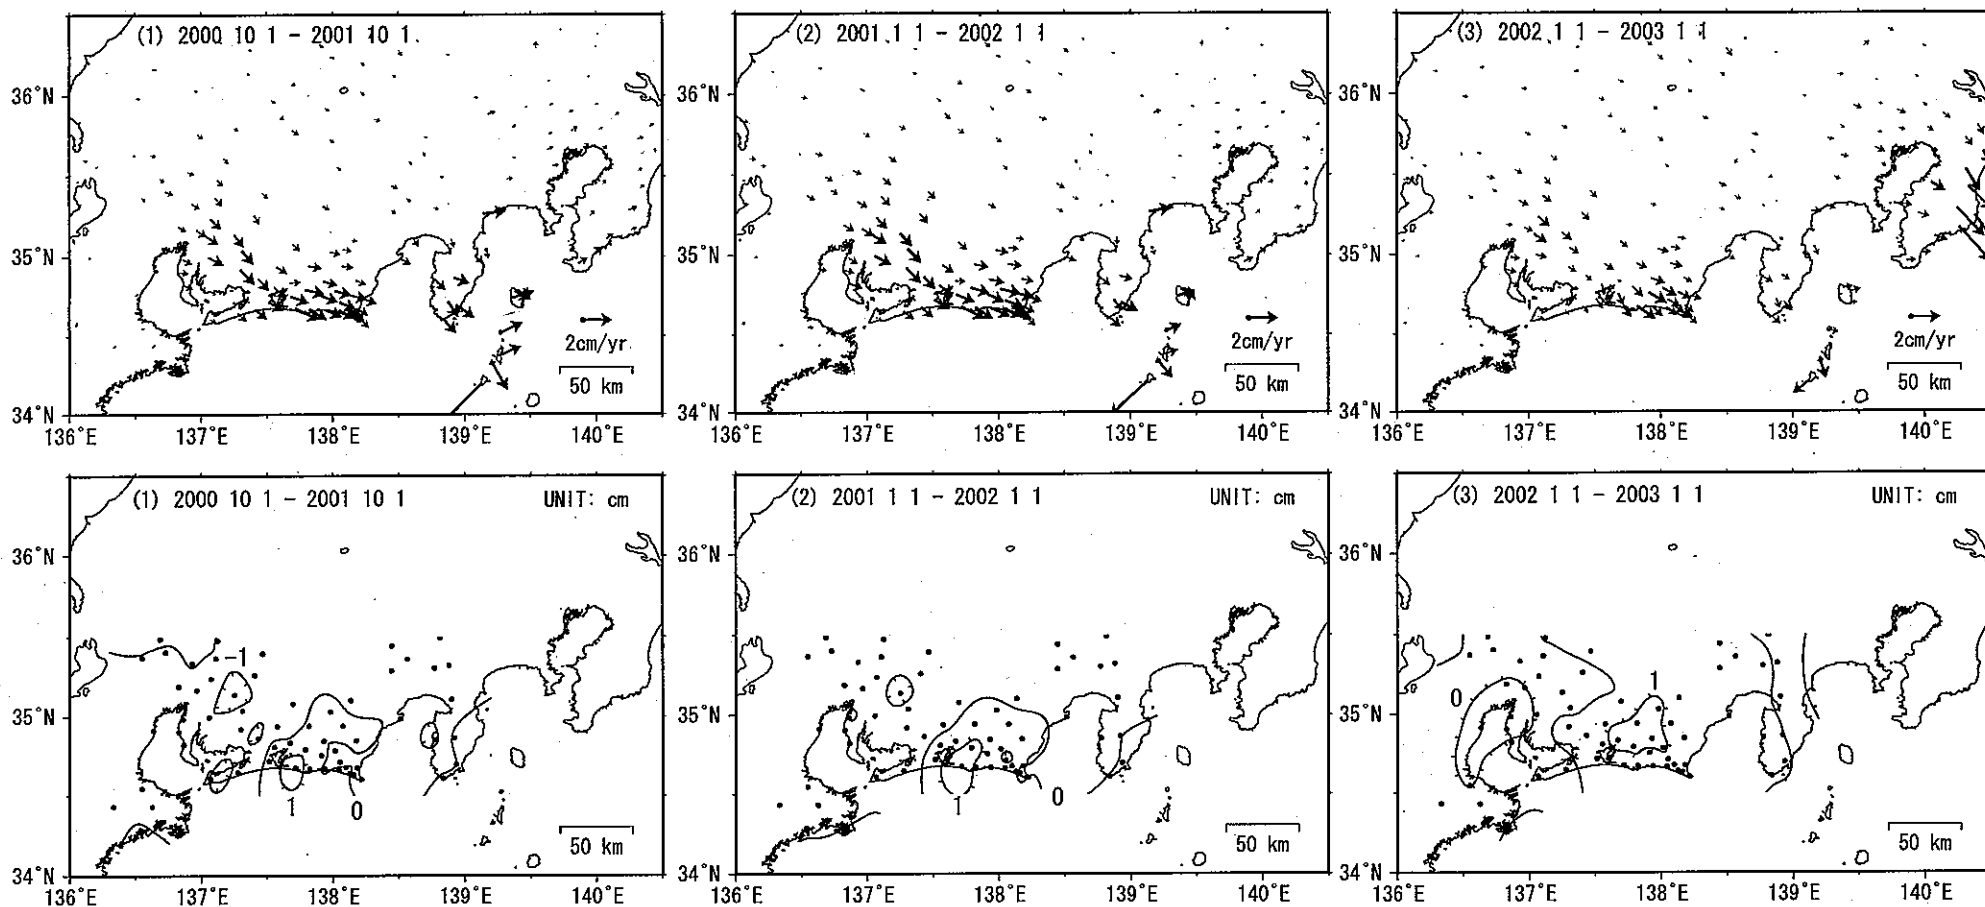 (1) 2000 10 1 - 2001 10 1
36°N
35°N
34°N
2cm/yr
50 km
136°E 137°E 138°E 139°E 140°E
(2) 2001 1 1 - 2002 1 1
36°N
35°N
34°N
2cm/yr
50 km
136°E 137°E 138°E 139°E 140°E
(3) 2002 1 1 - 2003 1 1
36°N
35°N
34°N
2cm/yr
50 km
136°E 137°E 138°E 139°E 140°E
(1) 2000 10 1 - 2001 10 1 UNIT: cm
36°N
-1
35°N
1 0
50 km
34°N
136°E 137°E 138°E 139°E 140°E
(2) 2001 1 1 - 2002 1 1 UNIT: cm
36°N
35°N
1 0
50 km
34°N
136°E 137°E 138°E 139°E 140°E
(3) 2002 1 1 - 2003 1 1 UNIT: cm
36°N
0 1
35°N
50 km
34°N
136°E 137°E 138°E 139°E 140°E